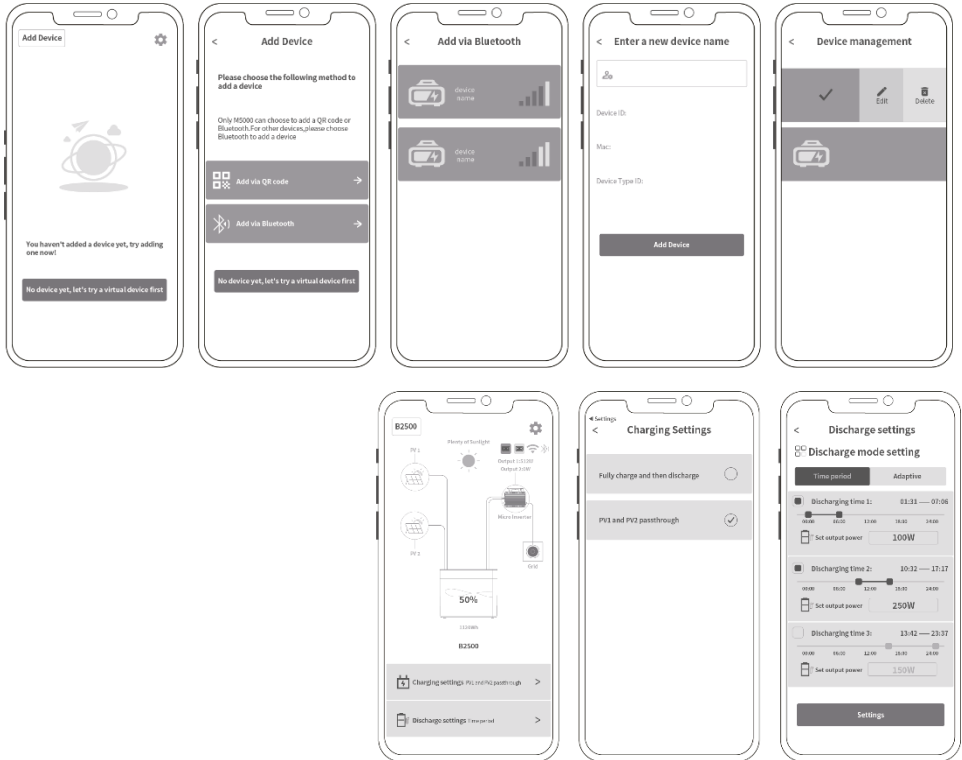 Add Device
You haven't added a device yet, try adding
one now!
No device yet, let's try a virtual device first
<
Add Device
Please choose the following method to
add a device
Only M5000 can choose to add a QR code or
Bluetooth.For other devices,please choose
Bluetooth to add a device
Add via QR code
Add via Bluetooth
No device yet, let's try a virtual device first
<
Add via Bluetooth
device
name
device
name
<
Enter a new device name
Device ID:
Mac:
Device Type ID:
Add Device
<
Device management
Edit
Delete
B2500
Plenty of Sunlight
PV 1
Micro Inverter
PV 2
Grid
50%
B2500
Charging settings PV1 and PV2 passthrough >
Discharge settings Time period >
Settings
<
Charging Settings
Fully charge and then discharge
PV1 and PV2 passthrough
<
Discharge settings
Discharge mode setting
Time period
Adaptive
Discharging time 1: 01:31 — 07:06
00:00 12:00 18:00 24:00
Set output power 100W
Discharging time 2: 10:32 — 17:17
00:00 12:00 18:00 24:00
Set output power 250W
Discharging time 3: 13:42 — 23:37
00:00 12:00 18:00 24:00
Set output power 150W
Settings